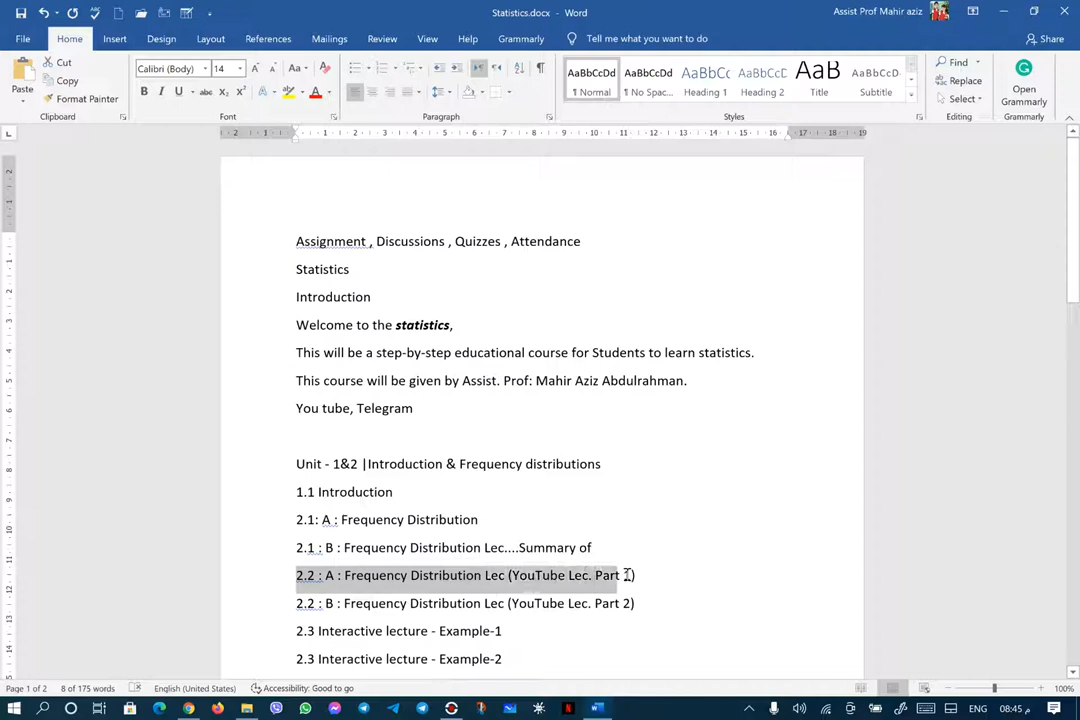 Statistics.docx - Word
Assist Prof Mahir aziz
File Home Insert Design Layout References Mailings Review View Help Grammarly Tell me what you want to do Share
Paste
Cut
Copy
Format Painter
Clipboard
Calibri (Body) 14
Font
Paragraph
AaBbCcDd AaBbCcDd AaBbCc AaBbCcD AaB AaBbCcD
¶ Normal ¶ No Spac... Heading 1 Heading 2 Title Subtitle
Styles
Find
Replace
Select
Editing
Open Grammarly
Grammarly
Assignment , Discussions , Quizzes , Attendance
Statistics
Introduction
Welcome to the statistics,
This will be a step-by-step educational course for Students to learn statistics.
This course will be given by Assist. Prof: Mahir Aziz Abdulrahman.
You tube, Telegram
Unit - 1&2 |Introduction & Frequency distributions
1.1 Introduction
2.1: A : Frequency Distribution
2.1 : B : Frequency Distribution Lec....Summary of
2.2 : A : Frequency Distribution Lec (YouTube Lec. Part 1)
2.2 : B : Frequency Distribution Lec (YouTube Lec. Part 2)
2.3 Interactive lecture - Example-1
2.3 Interactive lecture - Example-2
Page 1 of 2 8 of 175 words English (United States) Accessibility: Good to go 100%
ENG 08:45 م